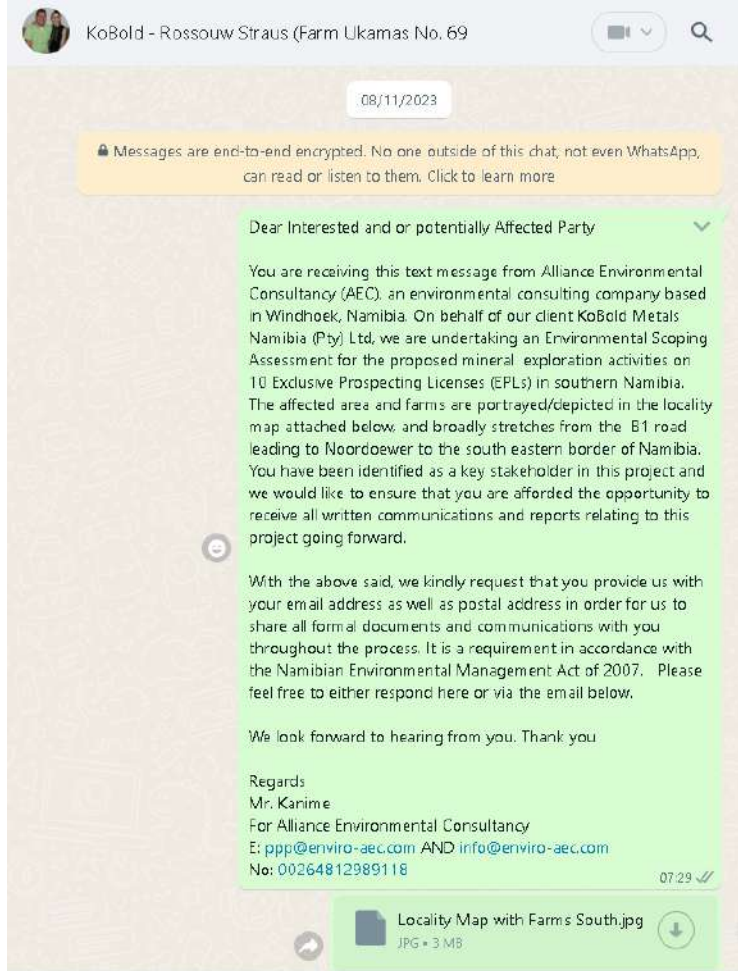 KoBold - Rossouw Straus (Farm Ukamas No. 69
08/11/2023
Messages are end-to-end encrypted. No one outside of this chat, not even WhatsApp,
can read or listen to them. Click to learn more
Dear Interested and or potentially Affected Party
You are receiving this text message from Alliance Environmental
Consultancy (AEC), an environmental consulting company based
in Windhoek, Namibia. On behalf of our client KoBold Metals
Namibia (Pty) Ltd, we are undertaking an Environmental Scoping
Assessment for the proposed mineral exploration activities on
10 Exclusive Prospecting Licenses (EPLs) in southern Namibia.
The affected area and farms are portrayed/depicted in the locality
map attached below, and broadly stretches from the B1 road
leading to Noordoewer to the south eastern border of Namibia.
You have been identified as a key stakeholder in this project and
we would like to ensure that you are afforded the opportunity to
receive all written communications and reports relating to this
project going forward.
With the above said, we kindly request that you provide us with
your email address as well as postal address in order for us to
share all formal documents and communications with you
throughout the process. It is a requirement in accordance with
the Namibian Environmental Management Act of 2007. Please
feel free to either respond here or via the email below.
We look forward to hearing from you. Thank you
Regards
Mr. Kanime
For Alliance Environmental Consultancy
E: ppp@enviro-aec.com AND info@enviro-aec.com
No: 00264812989118
07:29
Locality Map with Farms South.jpg
JPG • 3 MB